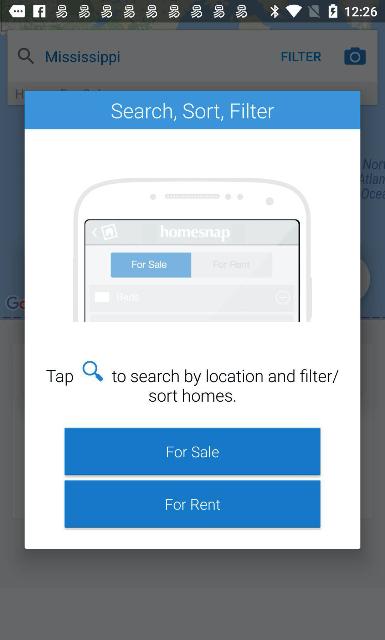 12:26
Mississippi
FILTER
Search, Sort, Filter
homesnap
For Sale
For Rent
Beds
Tap to search by location and filter/
sort homes.
For Sale
For Rent